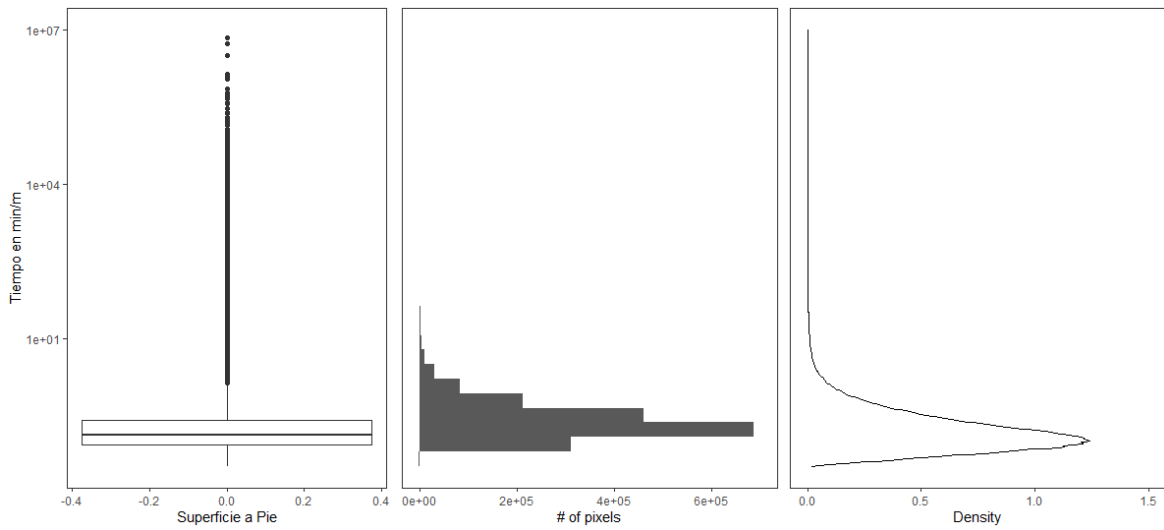 1e+07
1e+04
1e+01
Tiempo en min/m
-0.4 -0.2 0.0 0.2 0.4
Superficie a Pie
0e+00 2e+05 4e+05 6e+05
# of pixels
0.0 0.5 1.0 1.5
Density